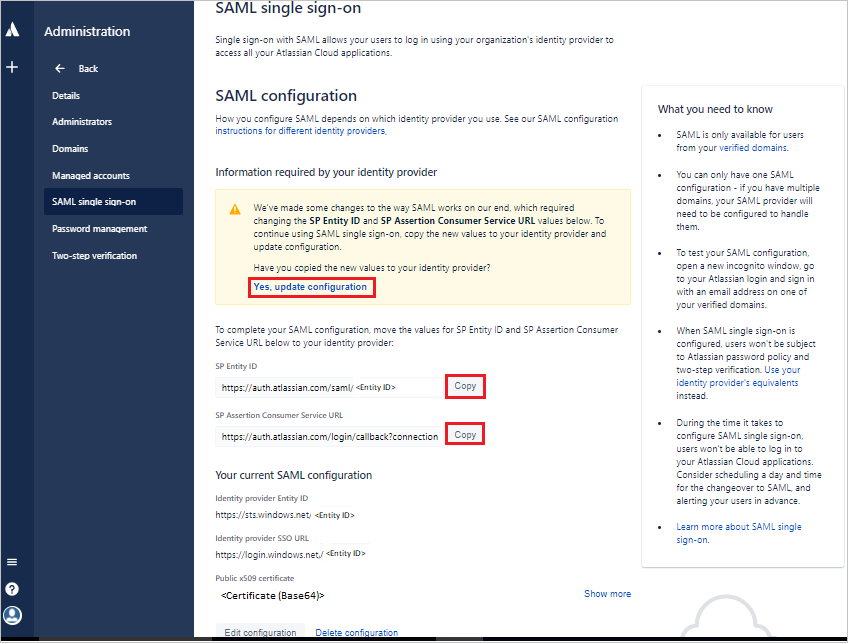 Administration
Back
Details
Administrators
Domains
Managed accounts
SAML single sign-on
Password management
Two-step verification
SAML single sign-on
Single sign-on with SAML allows your users to log in using your organization's identity provider to
access all your Atlassian Cloud applications.
SAML configuration
How you configure SAML depends on which identity provider you use. See our SAML configuration
instructions for different identity providers.
Information required by your identity provider
We've made some changes to the way SAML works on our end, which required
changing the SP Entity ID and SP Assertion Consumer Service URL values below. To
continue using SAML single sign-on, copy the new values to your identity provider and
update configuration.
Have you copied the new values to your identity provider?
Yes, update configuration
To complete your SAML configuration, move the values for SP Entity ID and SP Assertion Consumer
Service URL below to your identity provider:
SP Entity ID
https://auth.atlassian.com/saml/ <Entity ID>
Copy
SP Assertion Consumer Service URL
https://auth.atlassian.com/login/callback?connection
Copy
Your current SAML configuration
Identity provider Entity ID
https://sts.windows.net/ <Entity ID>
Identity provider SSO URL
https://login.windows.net/ <Entity ID>
Public x509 certificate
<Certificate (Base64)>
Show more
Edit configuration
Delete configuration
What you need to know
• SAML is only available for users
from your verified domains.
• You can only have one SAML
configuration - if you have multiple
domains, your SAML provider will
need to be configured to handle
them.
• To test your SAML configuration,
open a new incognito window, go
to your Atlassian login and sign in
with an email address on one of
your verified domains.
• When SAML single sign-on is
configured, users won't be subject
to Atlassian password policy and
two-step verification. Use your
identity provider's equivalents
instead.
• During the time it takes to
configure SAML single sign-on,
users won't be able to log in to
your Atlassian Cloud applications.
Consider scheduling a day and time
for the changeover to SAML, and
alerting your users in advance.
• Learn more about SAML single
sign-on.